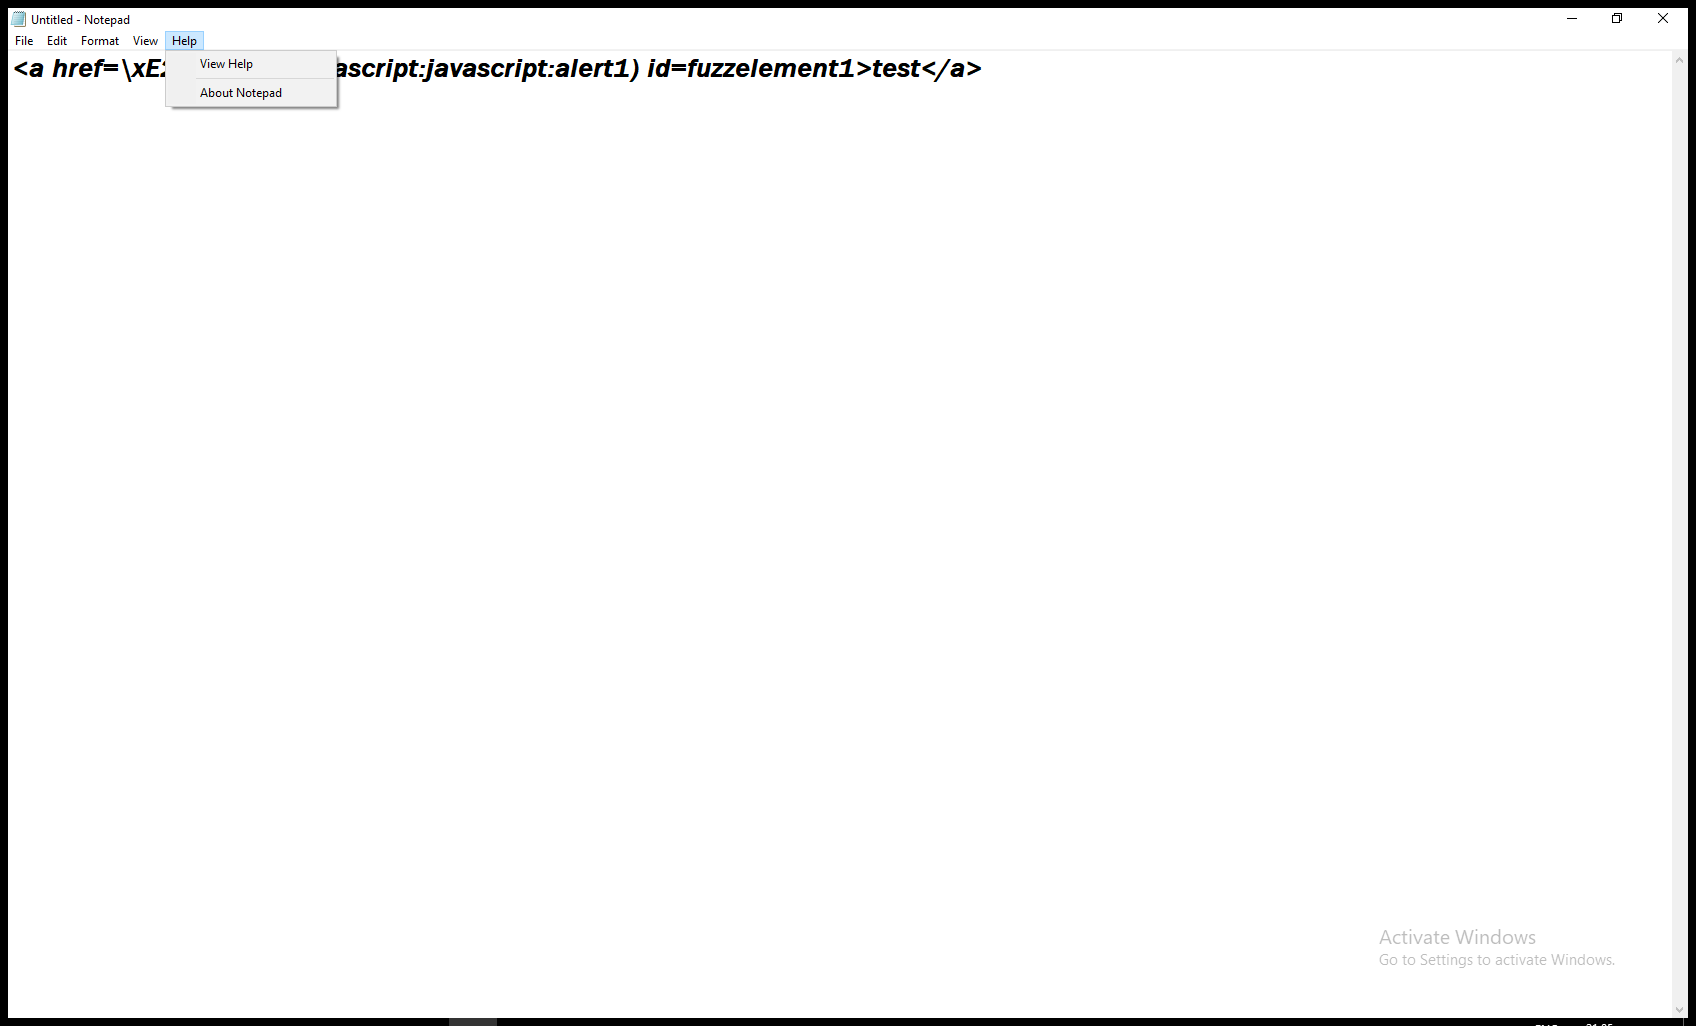 Untitled - Notepad
File Edit Format View Help
<a href=\xE ascript:javascript:alert1) id=fuzzelement1>test</a>
View Help
About Notepad
Activate Windows
Go to Settings to activate Windows.